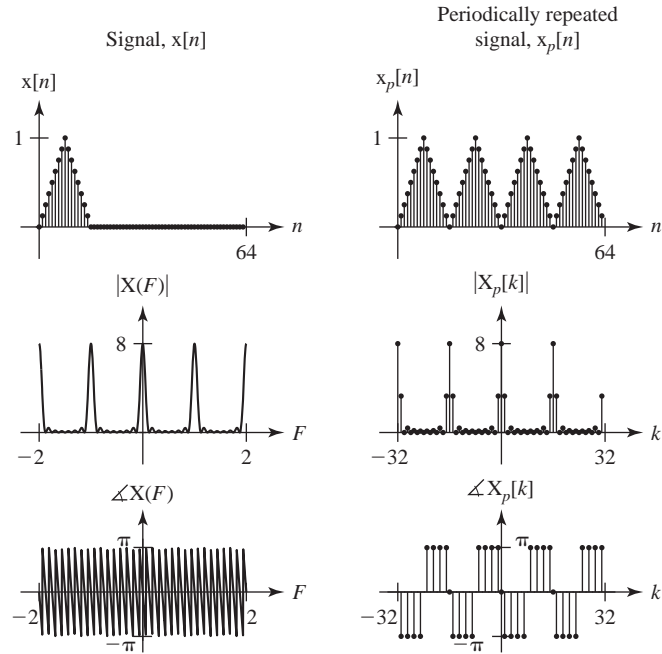 Signal, x[n]
Periodically repeated
signal, xₚ[n]
x[n]
1
n
64
xₚ[n]
1
n
64
|X(F)|
8
−2
2
F
|Xₚ[k]|
8
−32
32
k
∡X(F)
π
−π
−2
2
F
∡Xₚ[k]
π
−π
−32
32
k